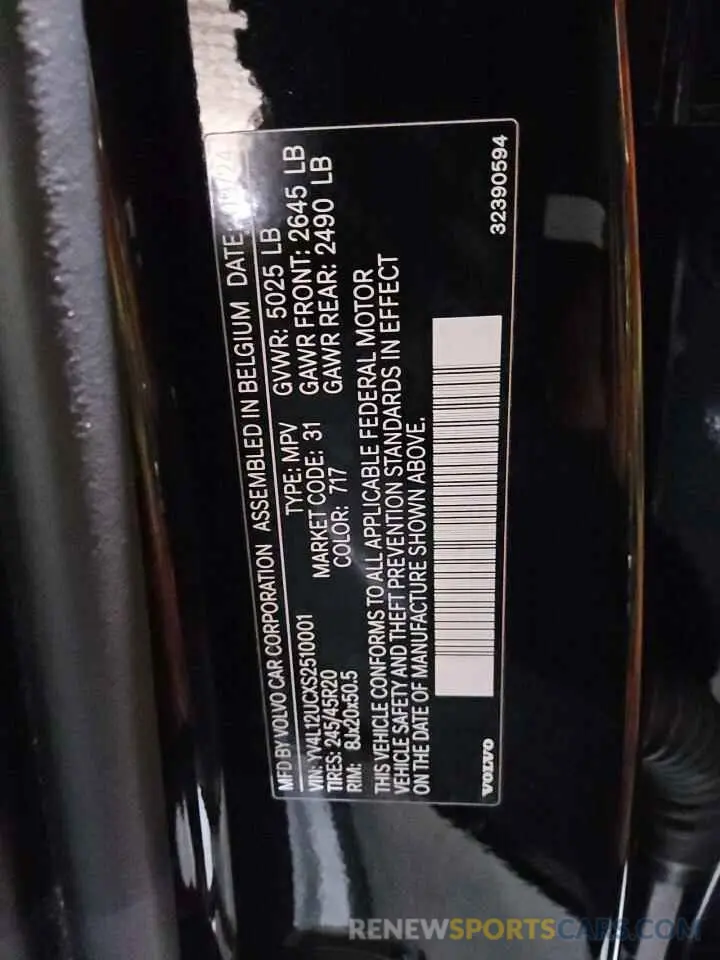 MFD BY VOLVO CAR CORPORATION ASSEMBLED IN BELGIUM DATE:
VIN: YV4L12UCXS2510001 TYPE: MPV GVWR: 5025 LB
TIRES: 245/45R20 MARKET CODE: 31 GAWR FRONT: 2645 LB
RIM: 8Jx20x50.5 COLOR: 717 GAWR REAR: 2490 LB
THIS VEHICLE CONFORMS TO ALL APPLICABLE FEDERAL MOTOR
VEHICLE SAFETY AND THEFT PREVENTION STANDARDS IN EFFECT
ON THE DATE OF MANUFACTURE SHOWN ABOVE.
VOLVO 32390594
RENEWSPORTSCARS.COM